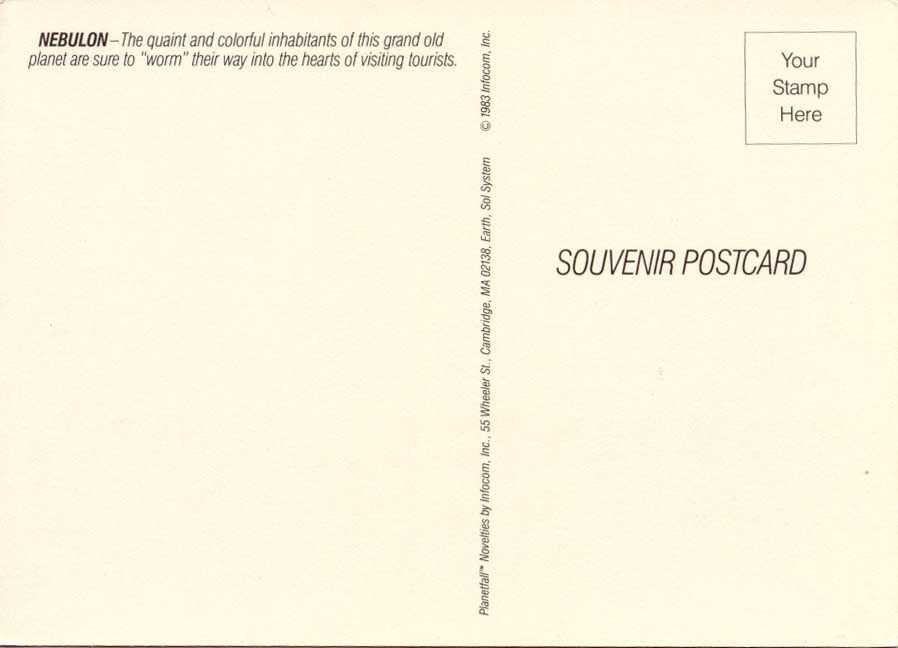 NEBULON–The quaint and colorful inhabitants of this grand old
planet are sure to “worm” their way into the hearts of visiting tourists.
Planetfall™ Novelties by Infocom, Inc., 55 Wheeler St., Cambridge, MA 02138, Earth, Sol System © 1983 Infocom, Inc.
Your
Stamp
Here
SOUVENIR POSTCARD